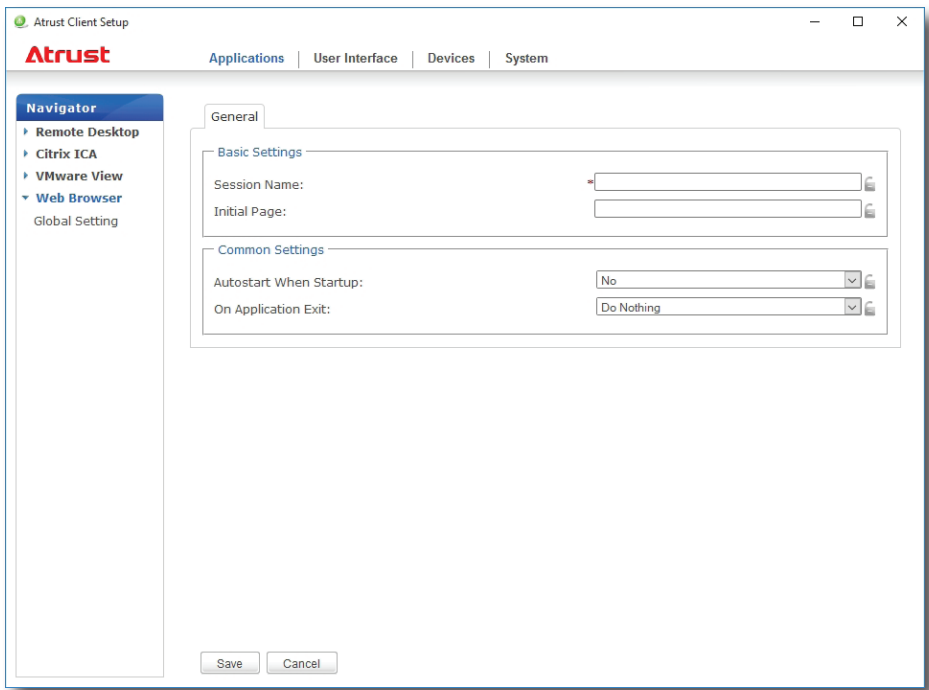 Atrust Client Setup
Atrust
Applications | User Interface | Devices | System
Navigator
Remote Desktop
Citrix ICA
VMware View
Web Browser
Global Setting
General
Basic Settings
Session Name: *
Initial Page:
Common Settings
Autostart When Startup: No
On Application Exit: Do Nothing
Save Cancel